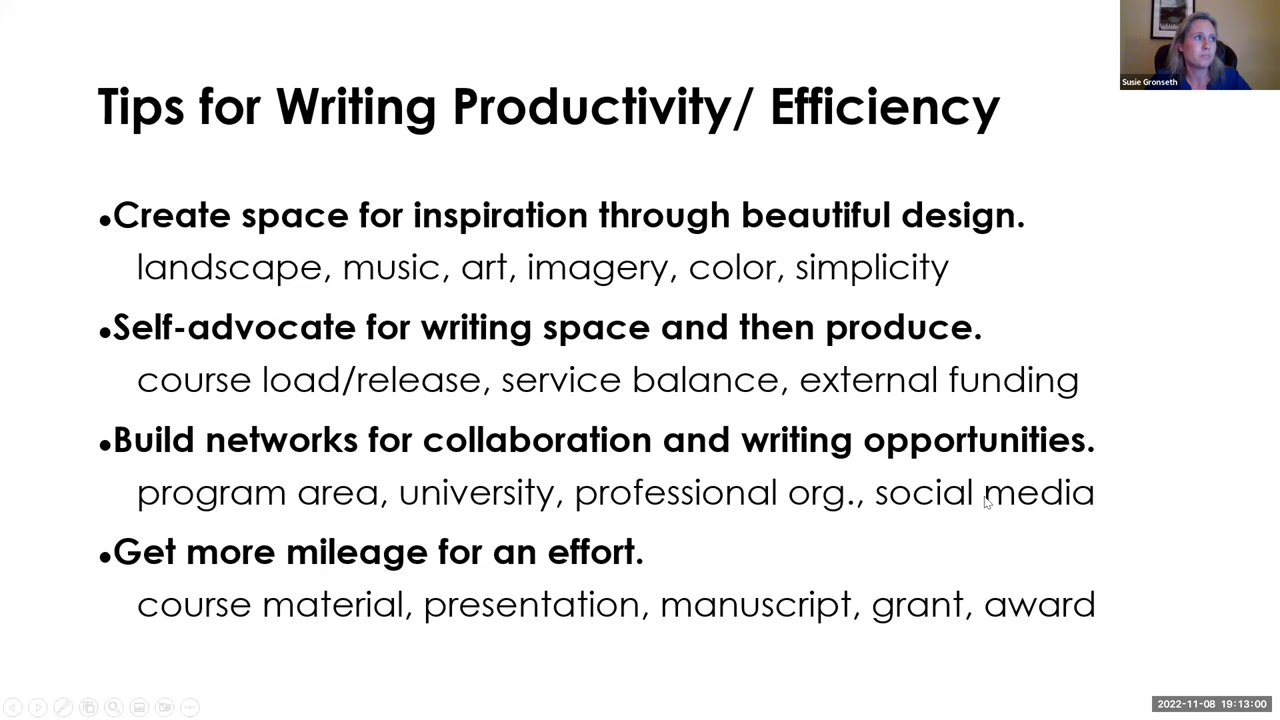 Susie Gronseth
Tips for Writing Productivity/ Efficiency
•Create space for inspiration through beautiful design.
landscape, music, art, imagery, color, simplicity
•Self-advocate for writing space and then produce.
course load/release, service balance, external funding
•Build networks for collaboration and writing opportunities.
program area, university, professional org., social media
•Get more mileage for an effort.
course material, presentation, manuscript, grant, award
2022-11-08 19:13:00